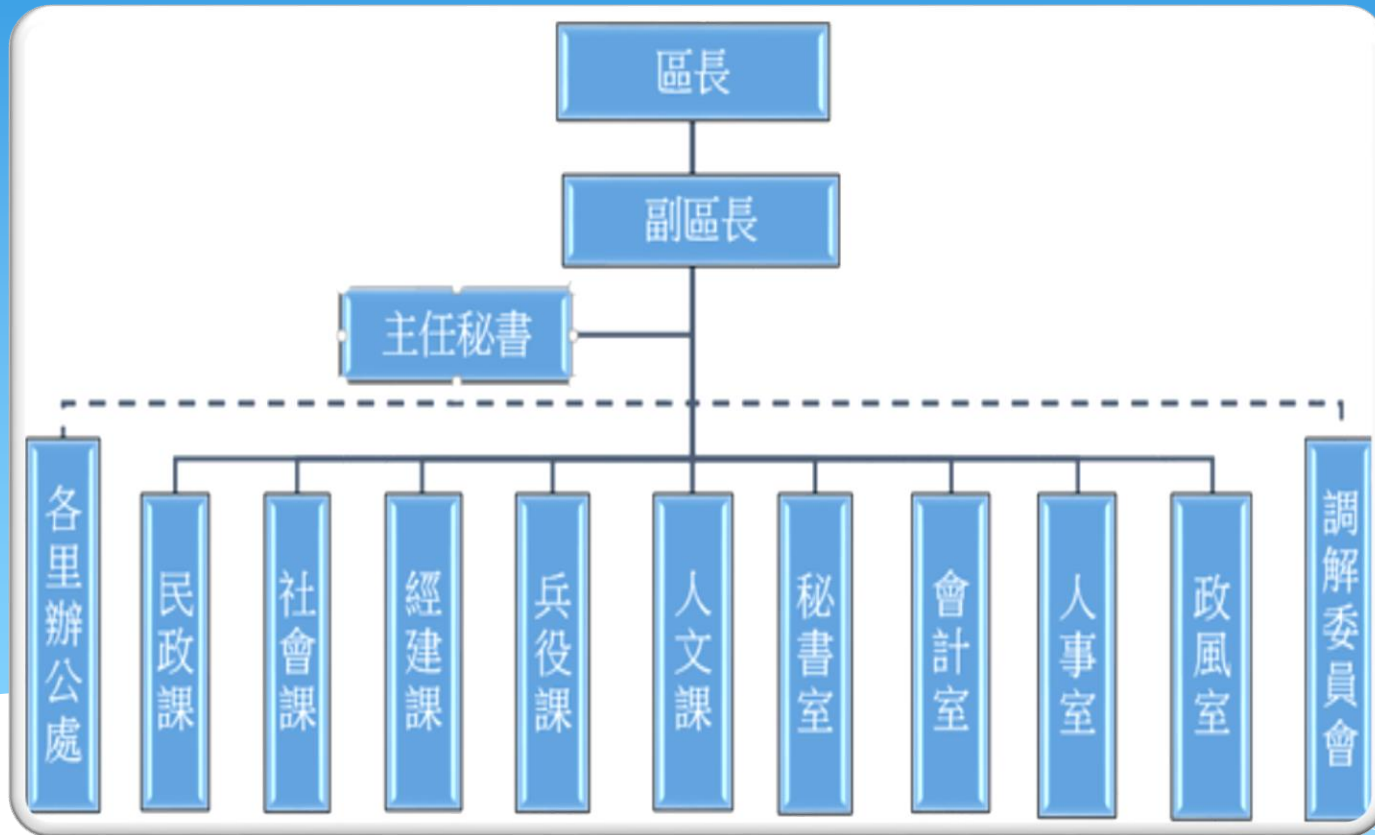 區長
副區長
主任秘書
各里辦公處
民政課
社會課
經建課
兵役課
人文課
秘書室
會計室
人事室
政風室
調解委員會